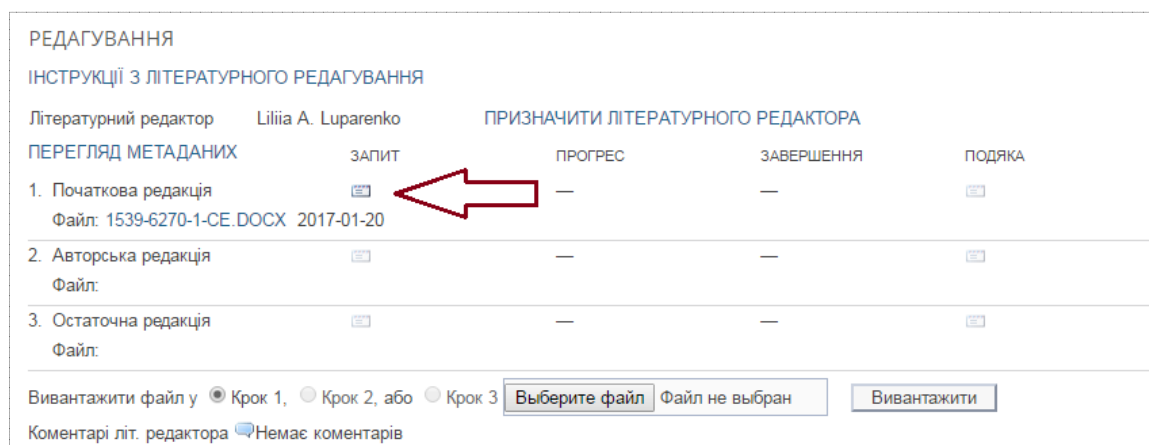 РЕДАГУВАННЯ
ІНСТРУКЦІЇ З ЛІТЕРАТУРНОГО РЕДАГУВАННЯ
Літературний редактор Liliia A. Luparenko ПРИЗНАЧИТИ ЛІТЕРАТУРНОГО РЕДАКТОРА
ПЕРЕГЛЯД МЕТАДАНИХ ЗАПИТ ПРОГРЕС ЗАВЕРШЕННЯ ПОДЯКА
1. Початкова редакція — —
Файл: 1539-6270-1-CE.DOCX 2017-01-20
2. Авторська редакція — —
Файл:
3. Остаточна редакція — —
Файл:
Вивантажити файл у Крок 1, Крок 2, або Крок 3 Выберите файл Файл не выбран Вивантажити
Коментарі літ. редактора Немає коментарів